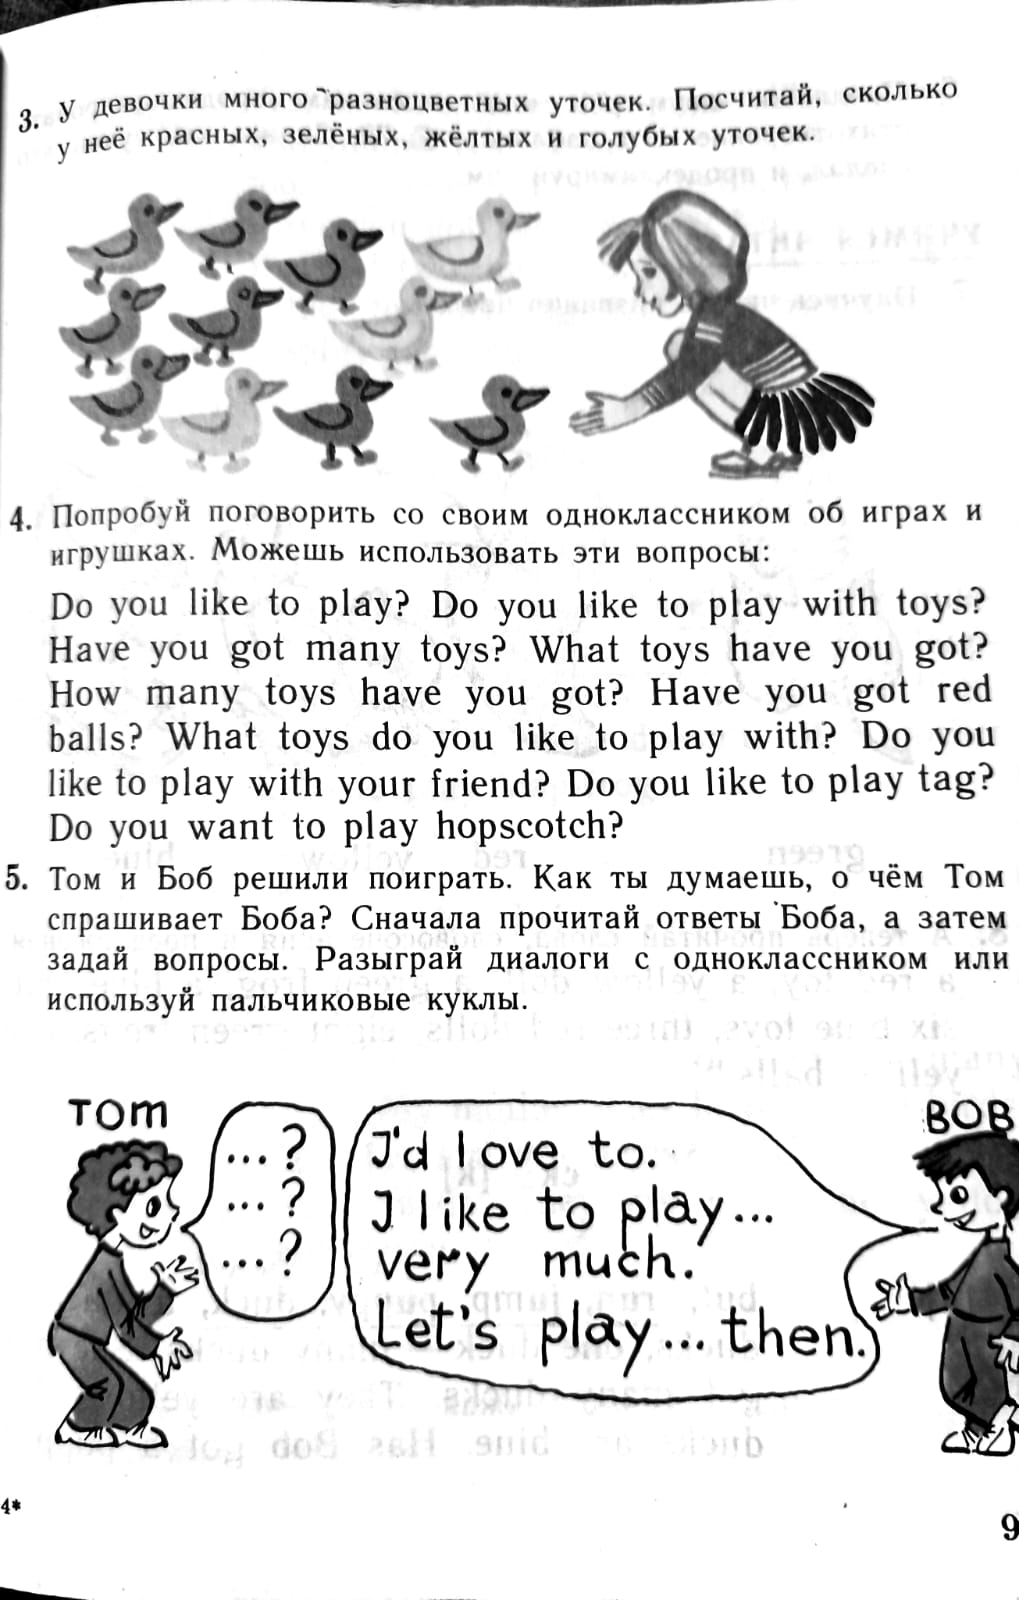 3. У девочки много разноцветных уточек. Посчитай, сколько
у неё красных, зелёных, жёлтых и голубых уточек.
4. Попробуй поговорить со своим одноклассником об играх и
игрушках. Можешь использовать эти вопросы:
Do you like to play? Do you like to play with toys?
Have you got many toys? What toys have you got?
How many toys have you got? Have you got red
balls? What toys do you like to play with? Do you
like to play with your friend? Do you like to play tag?
Do you want to play hopscotch?
5. Том и Боб решили поиграть. Как ты думаешь, о чём Том
спрашивает Боба? Сначала прочитай ответы Боба, а затем
задай вопросы. Разыграй диалоги с одноклассником или
используй пальчиковые куклы.
TOM
... ?
... ?
... ?
I'd love to.
I like to play...
very much.
Let's play... then.
BOB
4*
9